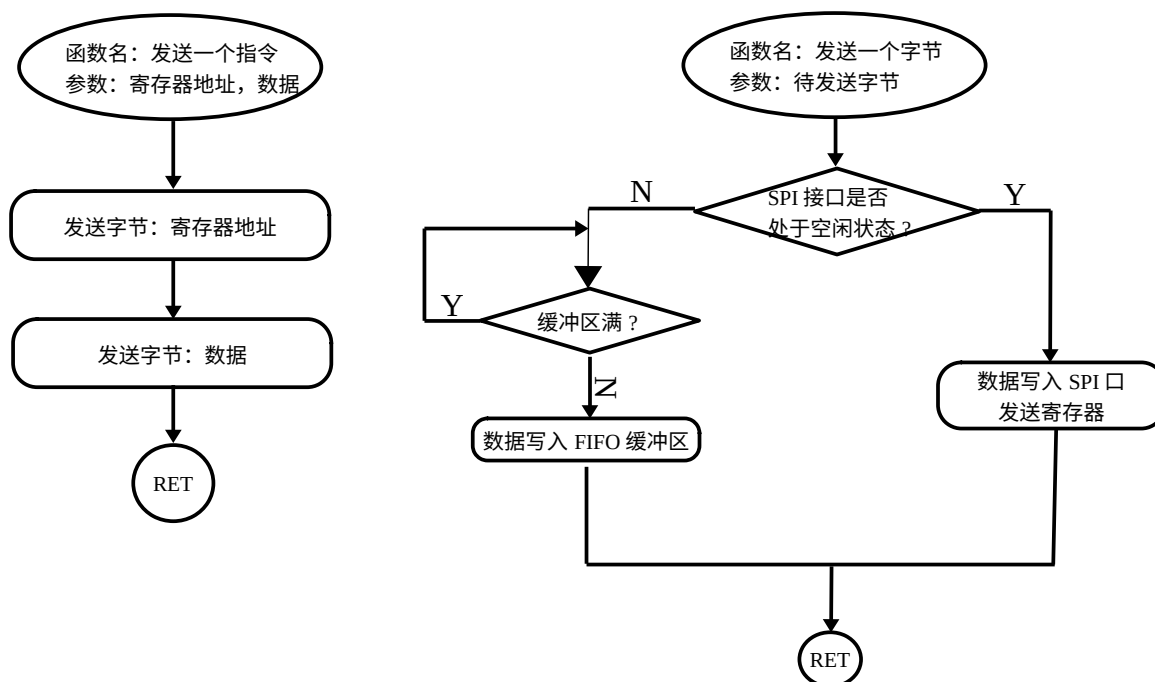 函数名：发送一个指令
参数：寄存器地址，数据
发送字节：寄存器地址
发送字节：数据
RET
函数名：发送一个字节
参数：待发送字节
SPI 接口是否
处于空闲状态 ?
N
Y
缓冲区满 ?
Y
N
数据写入 FIFO 缓冲区
数据写入 SPI 口
发送寄存器
RET